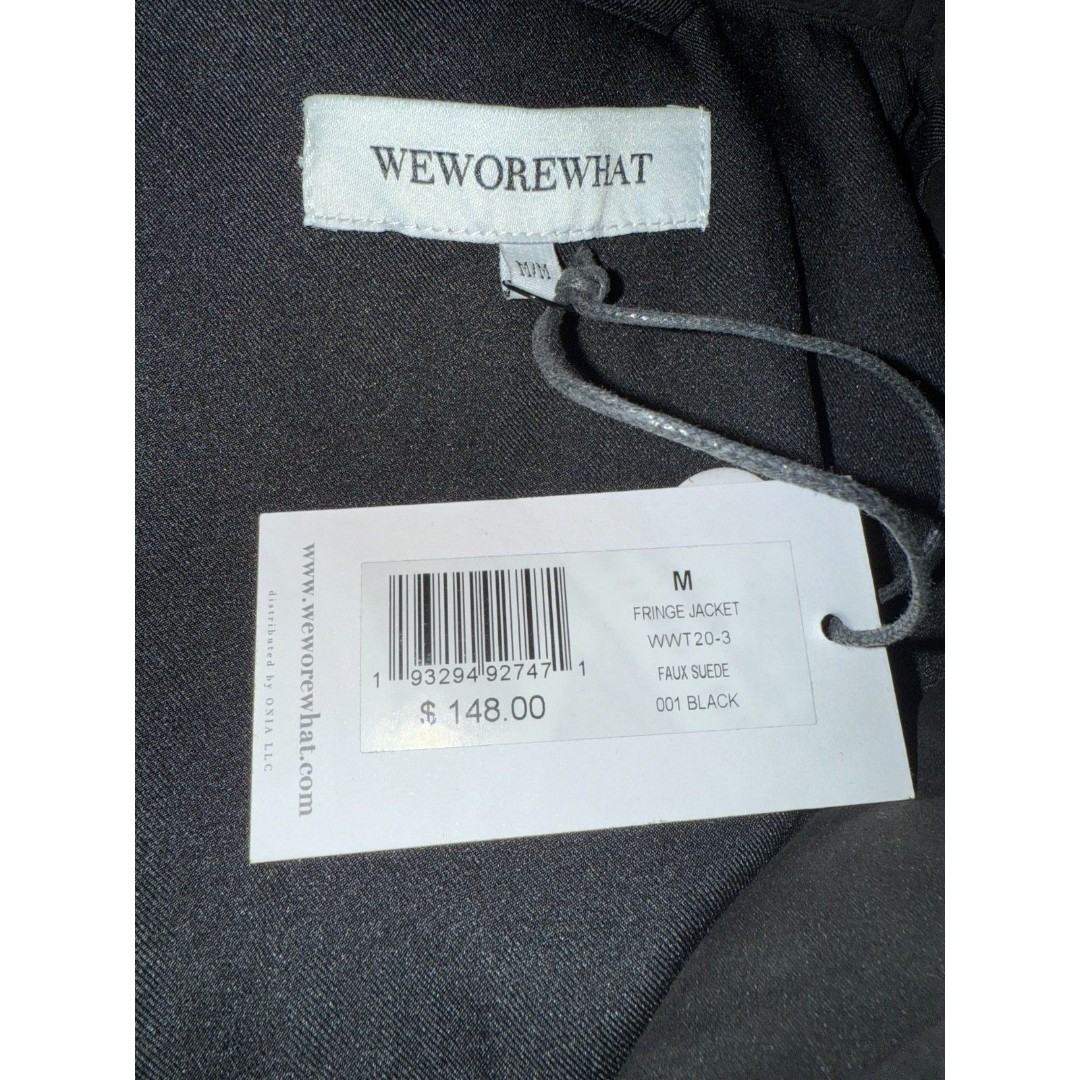 WEWOREWHAT
M/M
www.weworewhat.com
distributed by ONIA LLC
1 93294 92747 1
$ 148.00
M
FRINGE JACKET
WWT20-3
FAUX SUEDE
001 BLACK